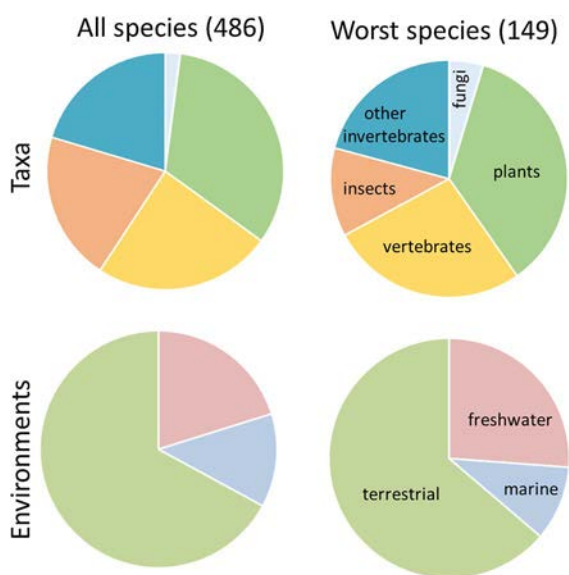 All species (486)
Worst species (149)
Taxa
fungi
other
invertebrates
plants
insects
vertebrates
Environments
freshwater
marine
terrestrial